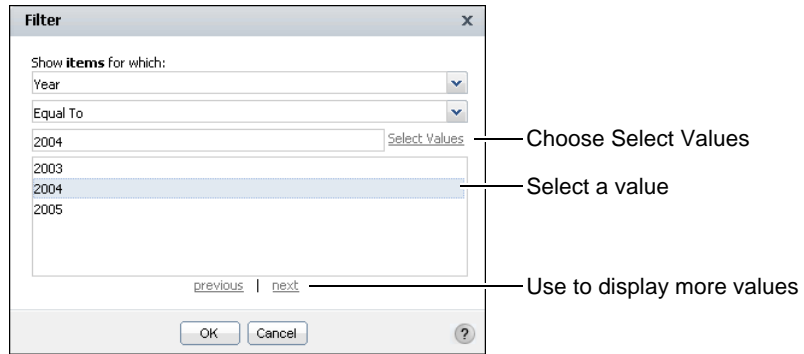 Filter x
Show items for which:
Year
Equal To
2004 Select Values Choose Select Values
2003
2004 Select a value
2005
previous | next Use to display more values
OK Cancel ?